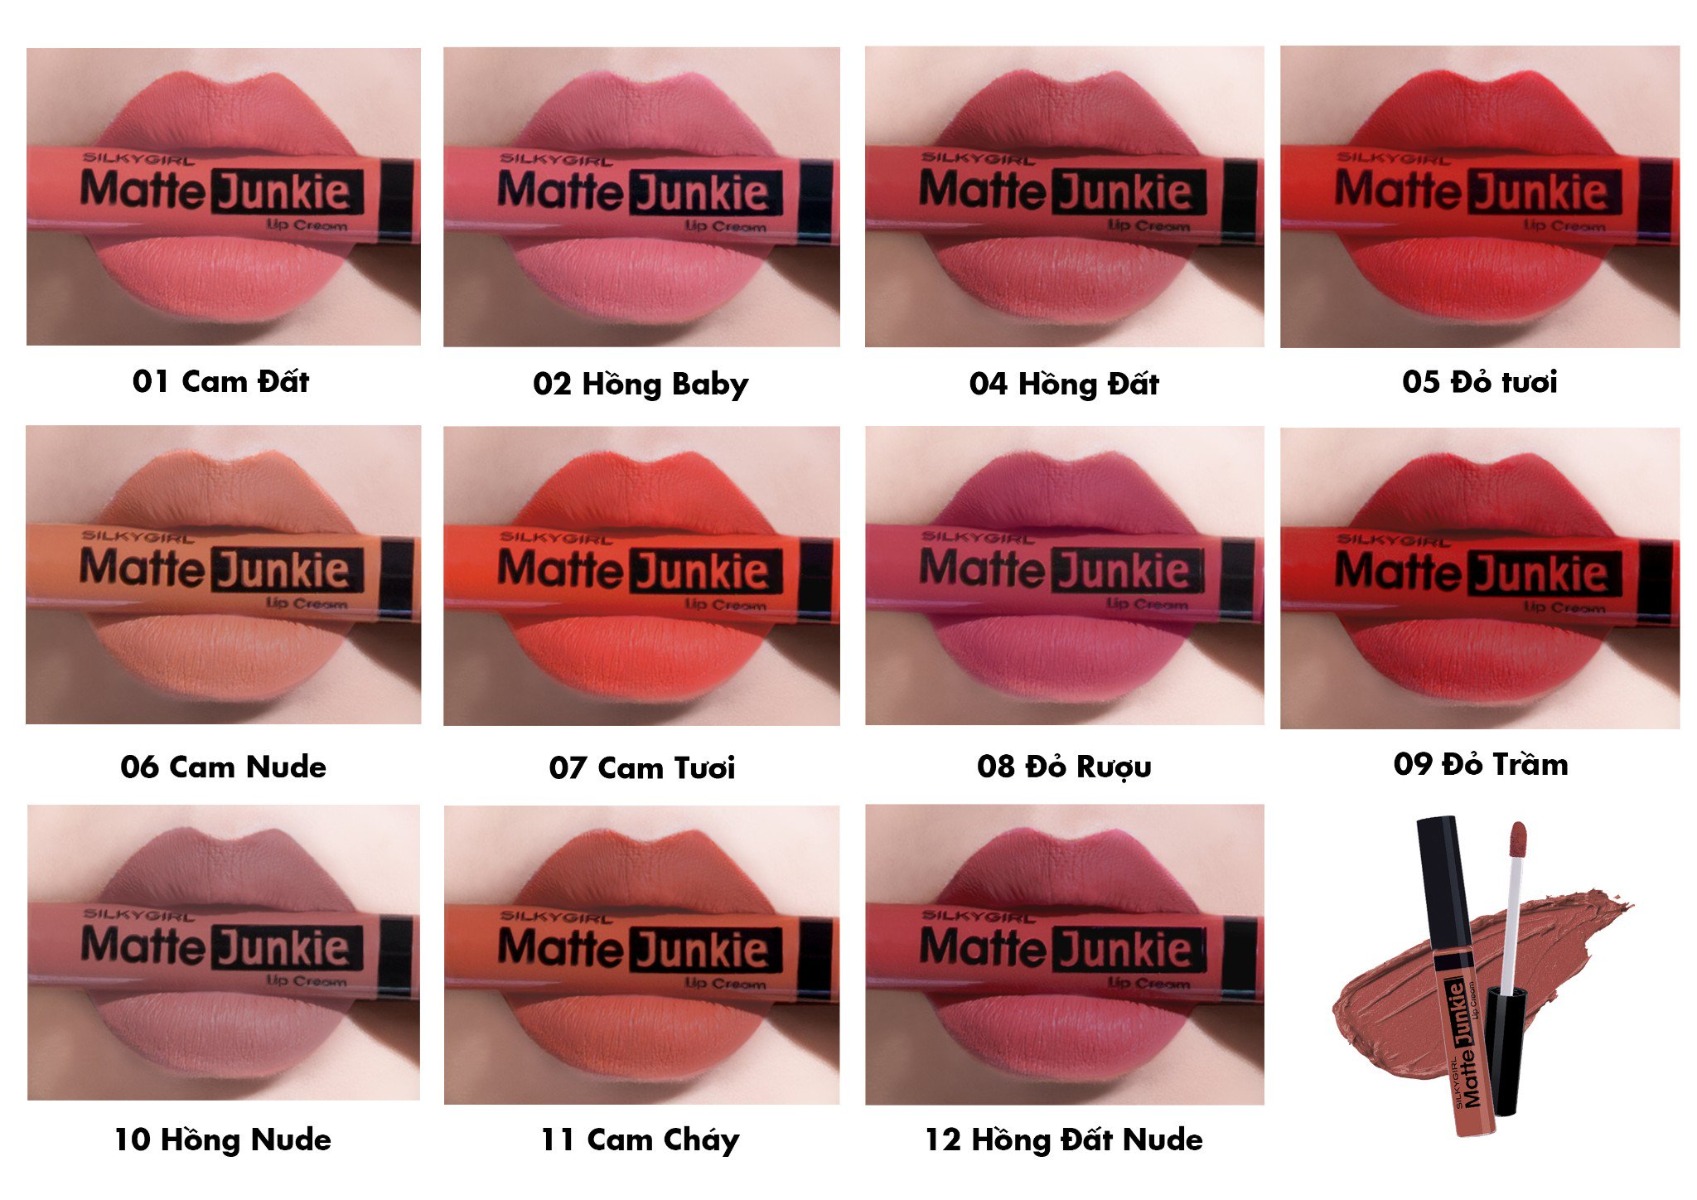 SILKYGIRL
Matte Junkie
Lip Cream
SILKYGIRL
Matte Junkie
Lip Cream
SILKYGIRL
Matte Junkie
Lip Cream
SILKYGIRL
Matte Junkie
Lip Cream
01 Cam Đất
02 Hồng Baby
04 Hồng Đất
05 Đỏ tươi
SILKYGIRL
Matte Junkie
Lip Cream
SILKYGIRL
Matte Junkie
Lip Cream
SILKYGIRL
Matte Junkie
Lip Cream
SILKYGIRL
Matte Junkie
Lip Cream
06 Cam Nude
07 Cam Tươi
08 Đỏ Rượu
09 Đỏ Trầm
SILKYGIRL
Matte Junkie
Lip Cream
SILKYGIRL
Matte Junkie
Lip Cream
SILKYGIRL
Matte Junkie
Lip Cream
SILKYGIRL
Matte Junkie
Lip Cream
10 Hồng Nude
11 Cam Cháy
12 Hồng Đất Nude